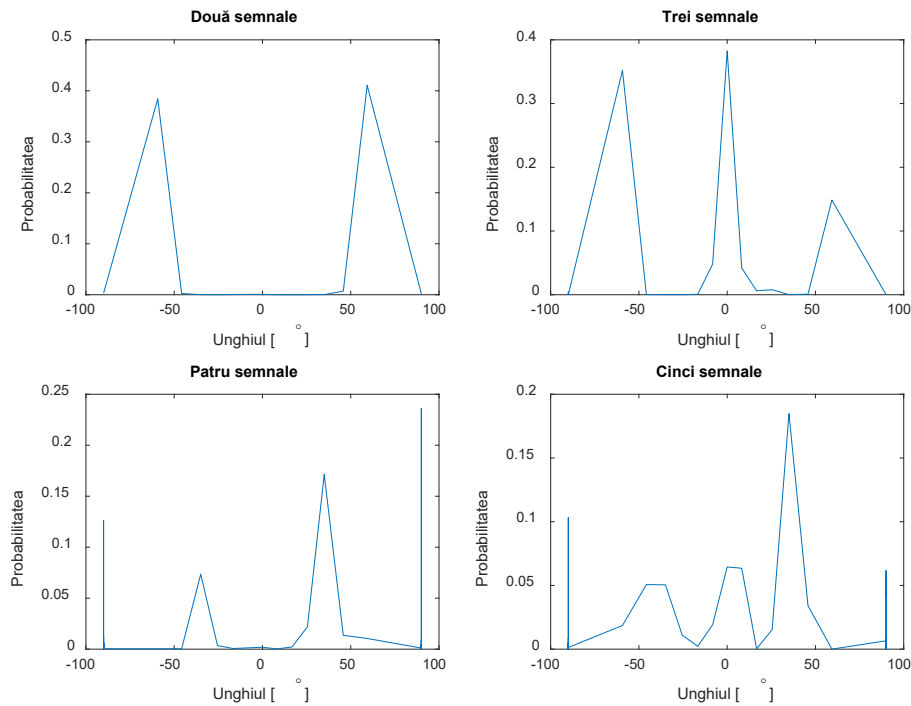 Două semnale
0.5
0.4
0.3
0.2
0.1
0
Probabilitatea
-100 -50 0 50 100
Unghiul [ ° ]
Trei semnale
0.4
0.3
0.2
0.1
0
Probabilitatea
-100 -50 0 50 100
Unghiul [ ° ]
Patru semnale
0.25
0.2
0.15
0.1
0.05
0
Probabilitatea
-100 -50 0 50 100
Unghiul [ ° ]
Cinci semnale
0.2
0.15
0.1
0.05
0
Probabilitatea
-100 -50 0 50 100
Unghiul [ ° ]